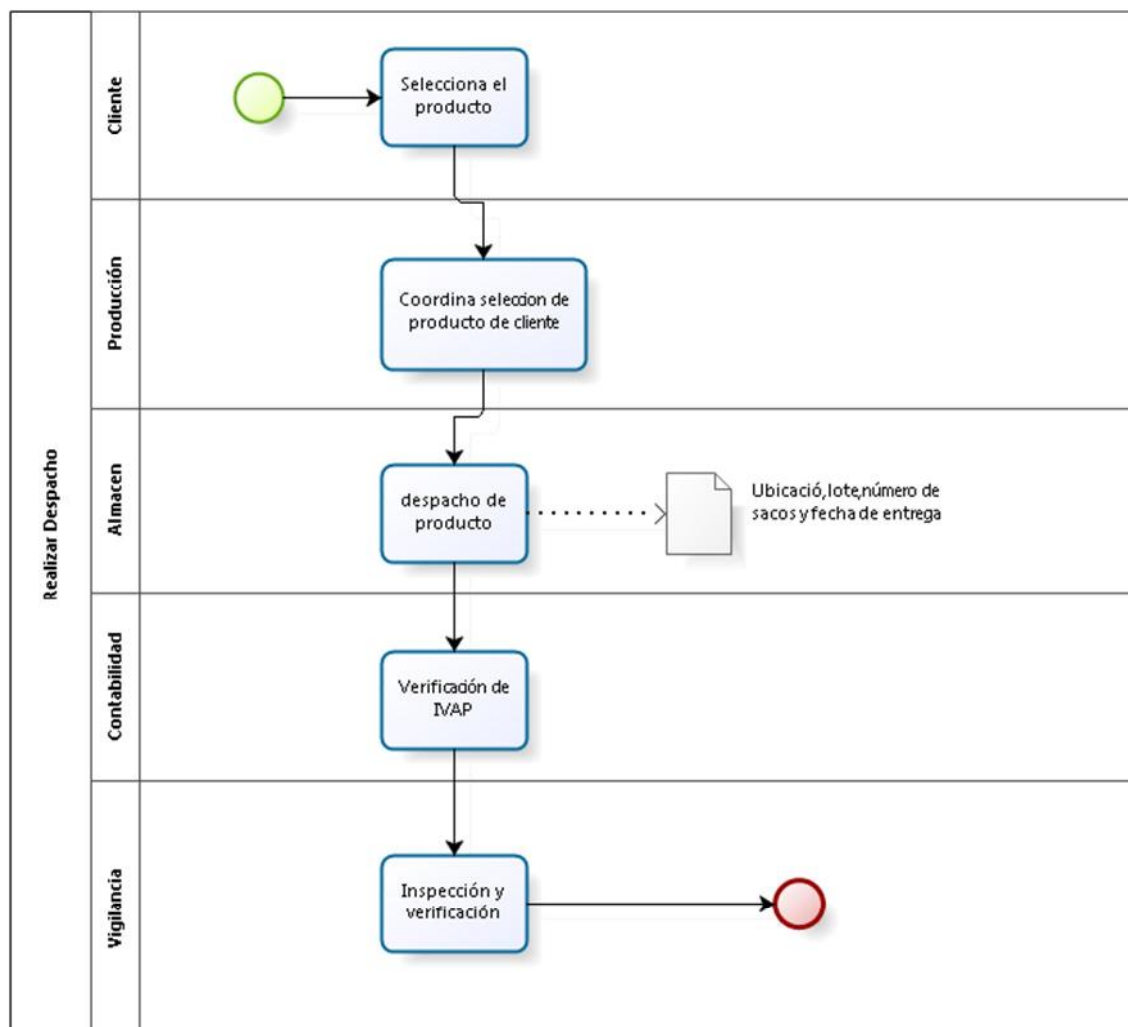 Realizar Despacho
Cliente
Selecciona el
producto
Producción
Coordina seleccion de
producto de cliente
Almacen
despacho de
producto
Ubicació,lote,número de
sacos y fecha de entrega
Contabilidad
Verificación de
IVAP
Vigilancia
Inspección y
verificación